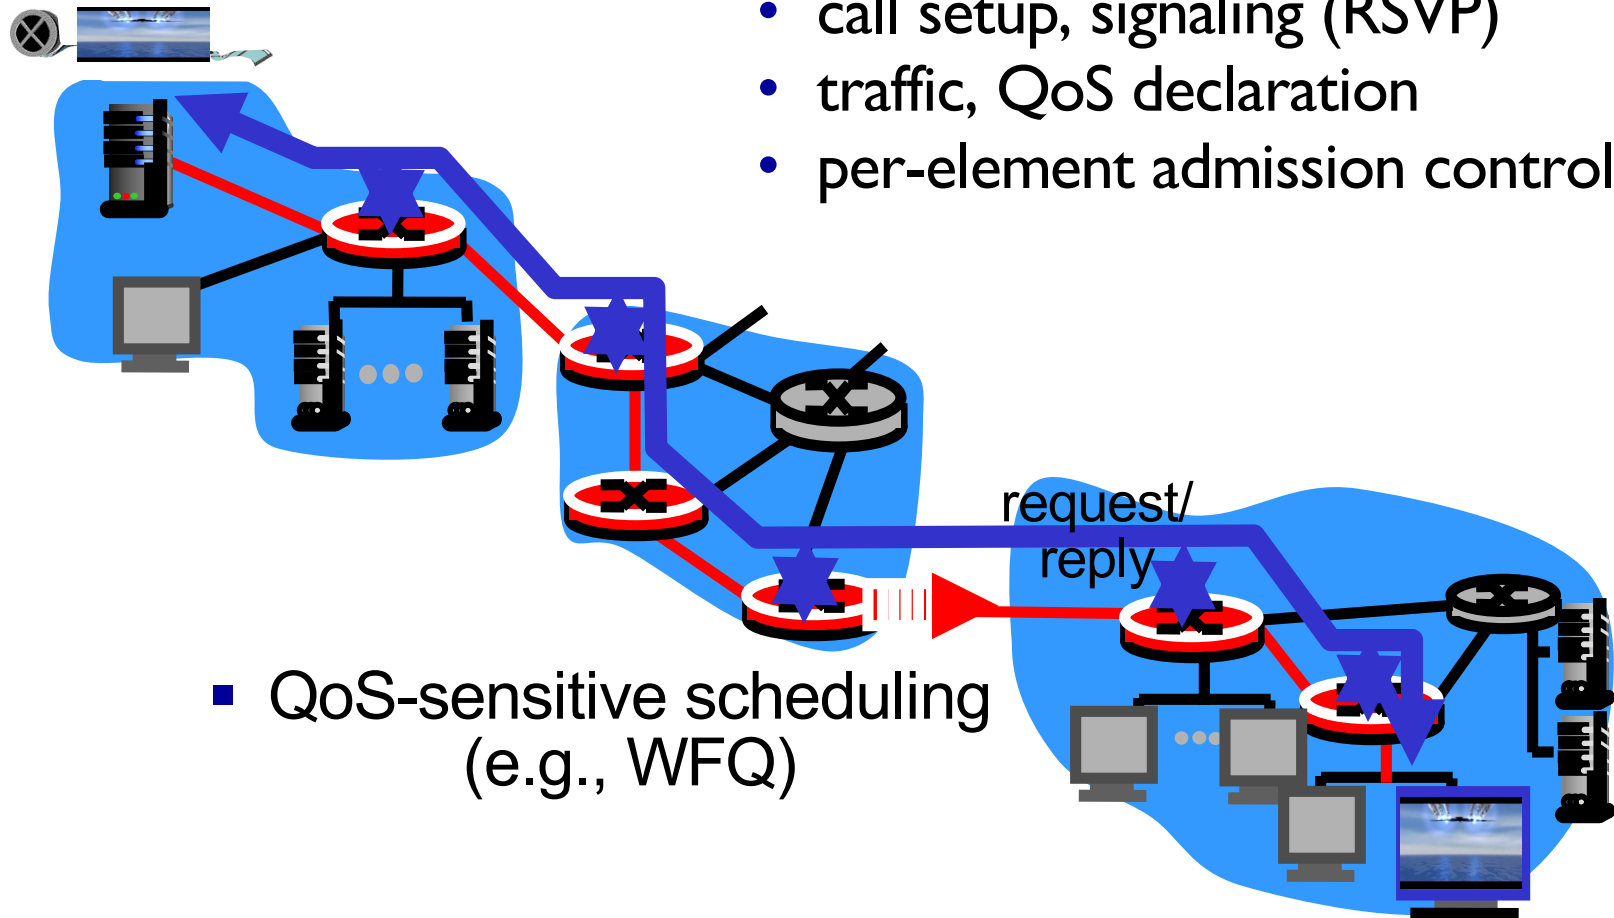 • call setup, signaling (RSVP)
• traffic, QoS declaration
• per-element admission control
request/
reply
▪ QoS-sensitive scheduling
(e.g., WFQ)